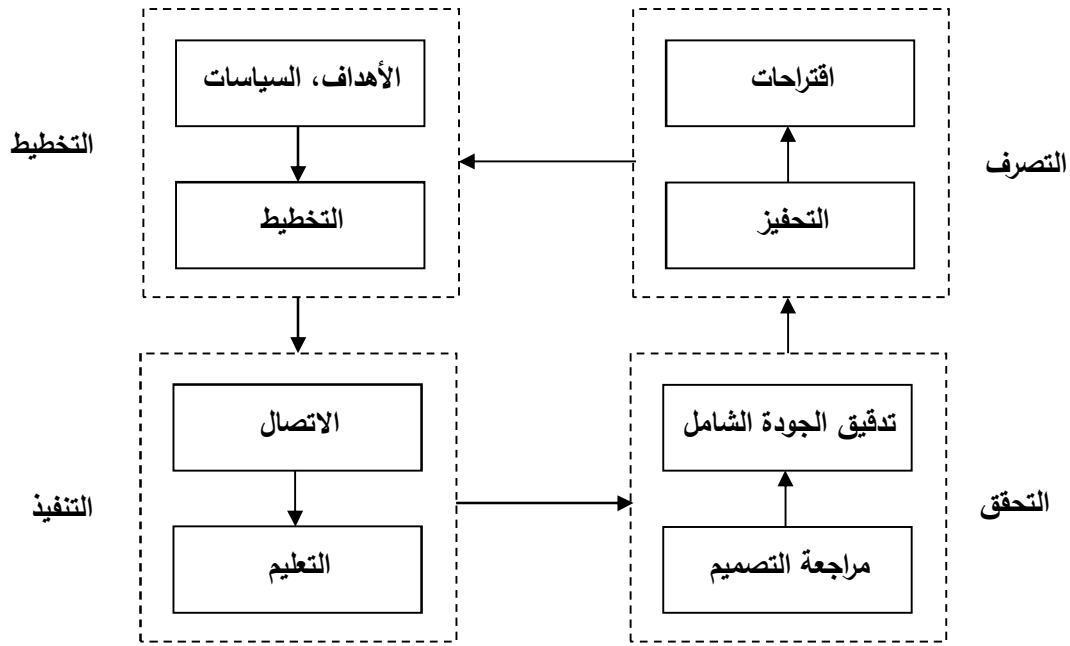 اقتراحات
الأهداف، السياسات
التصرف
التخطيط
التحفيز
التخطيط
تدقيق الجودة الشامل
الاتصال
التحقق
التنفيذ
مراجعة التصميم
التعليم